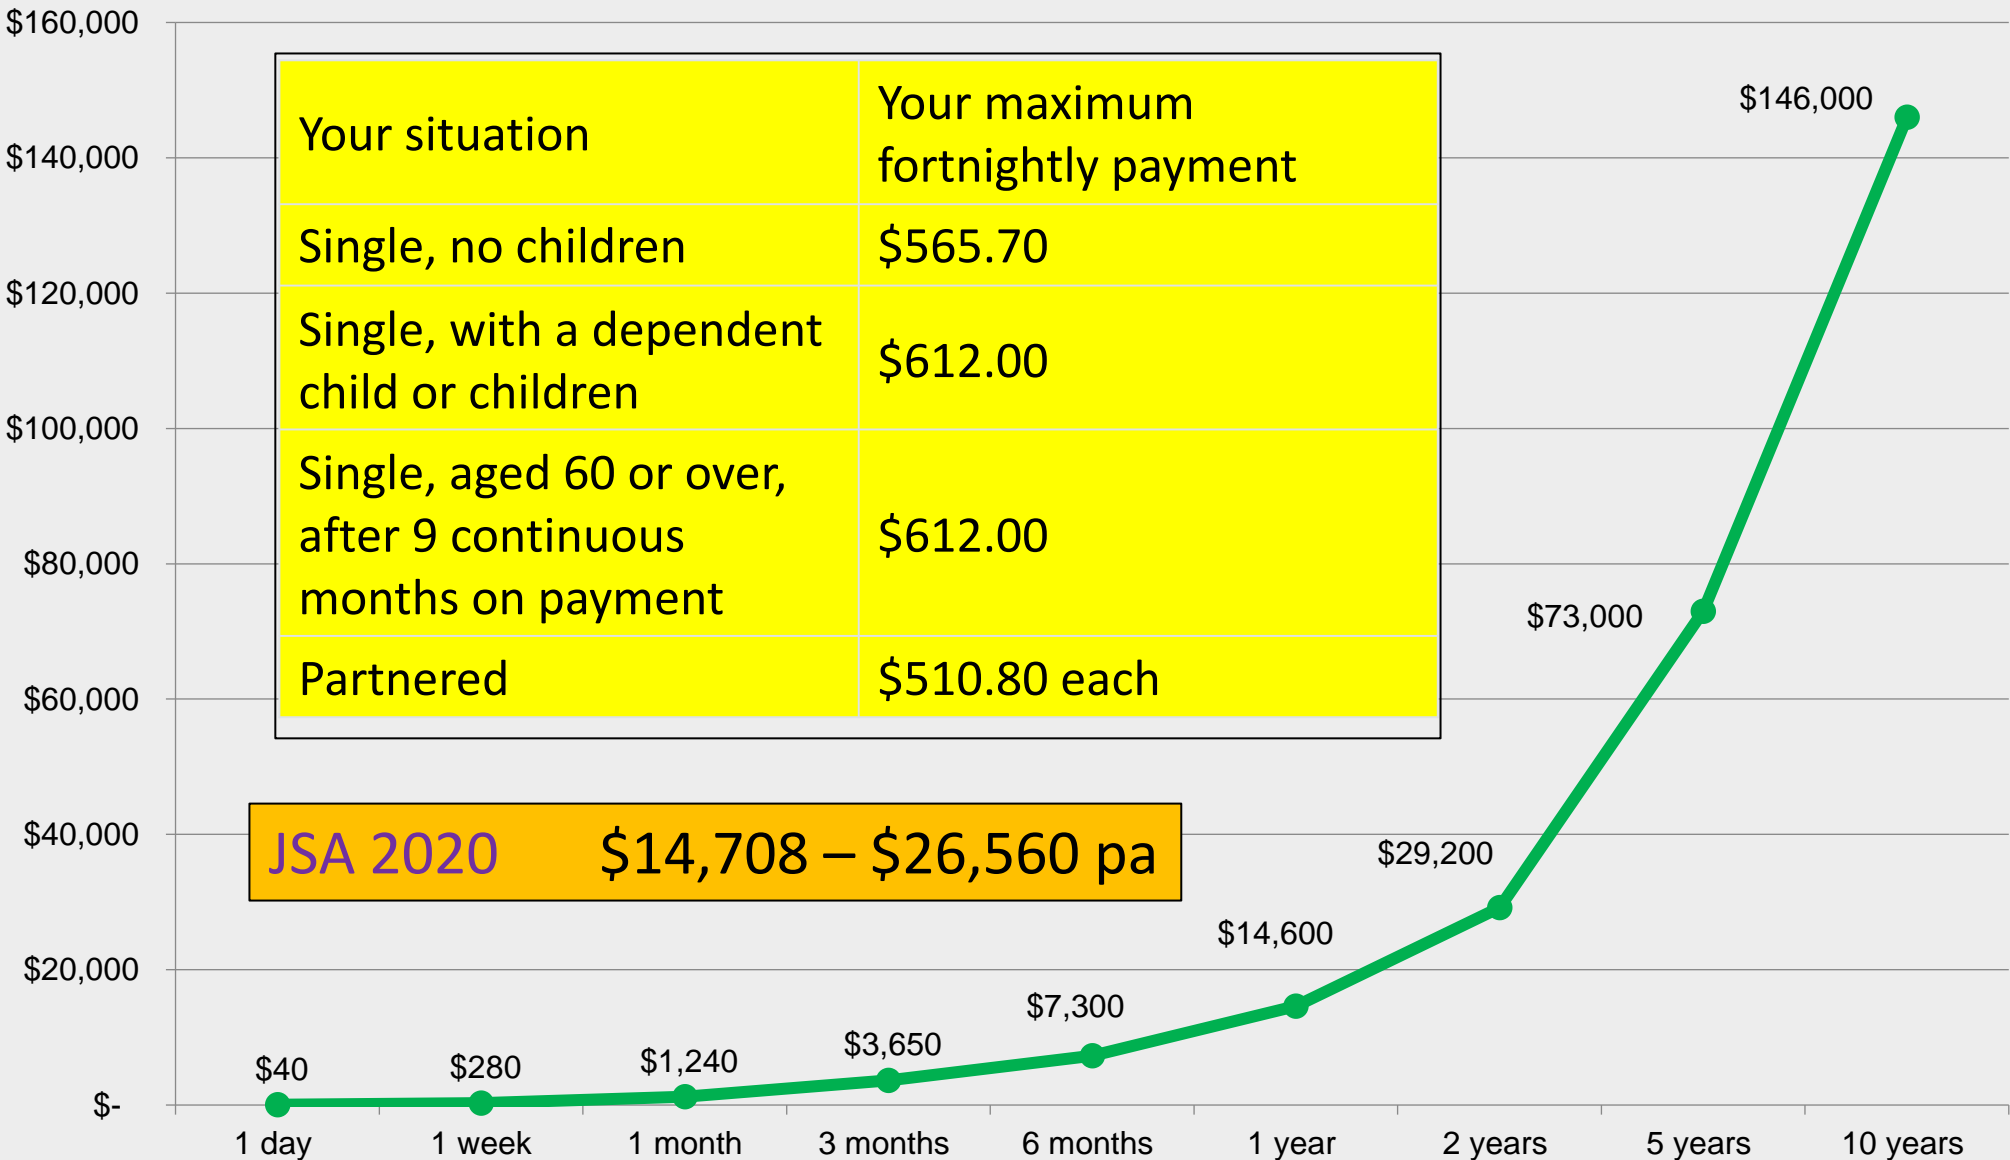 $160,000
$140,000
$120,000
$100,000
$80,000
$60,000
$40,000
$20,000
$-
Your situation
Your maximum
fortnightly payment
Single, no children
$565.70
Single, with a dependent
child or children
$612.00
Single, aged 60 or over,
after 9 continuous
months on payment
$612.00
Partnered
$510.80 each
JSA 2020 $14,708 – $26,560 pa
$40
$280
$1,240
$3,650
$7,300
$14,600
$29,200
$73,000
$146,000
1 day
1 week
1 month
3 months
6 months
1 year
2 years
5 years
10 years